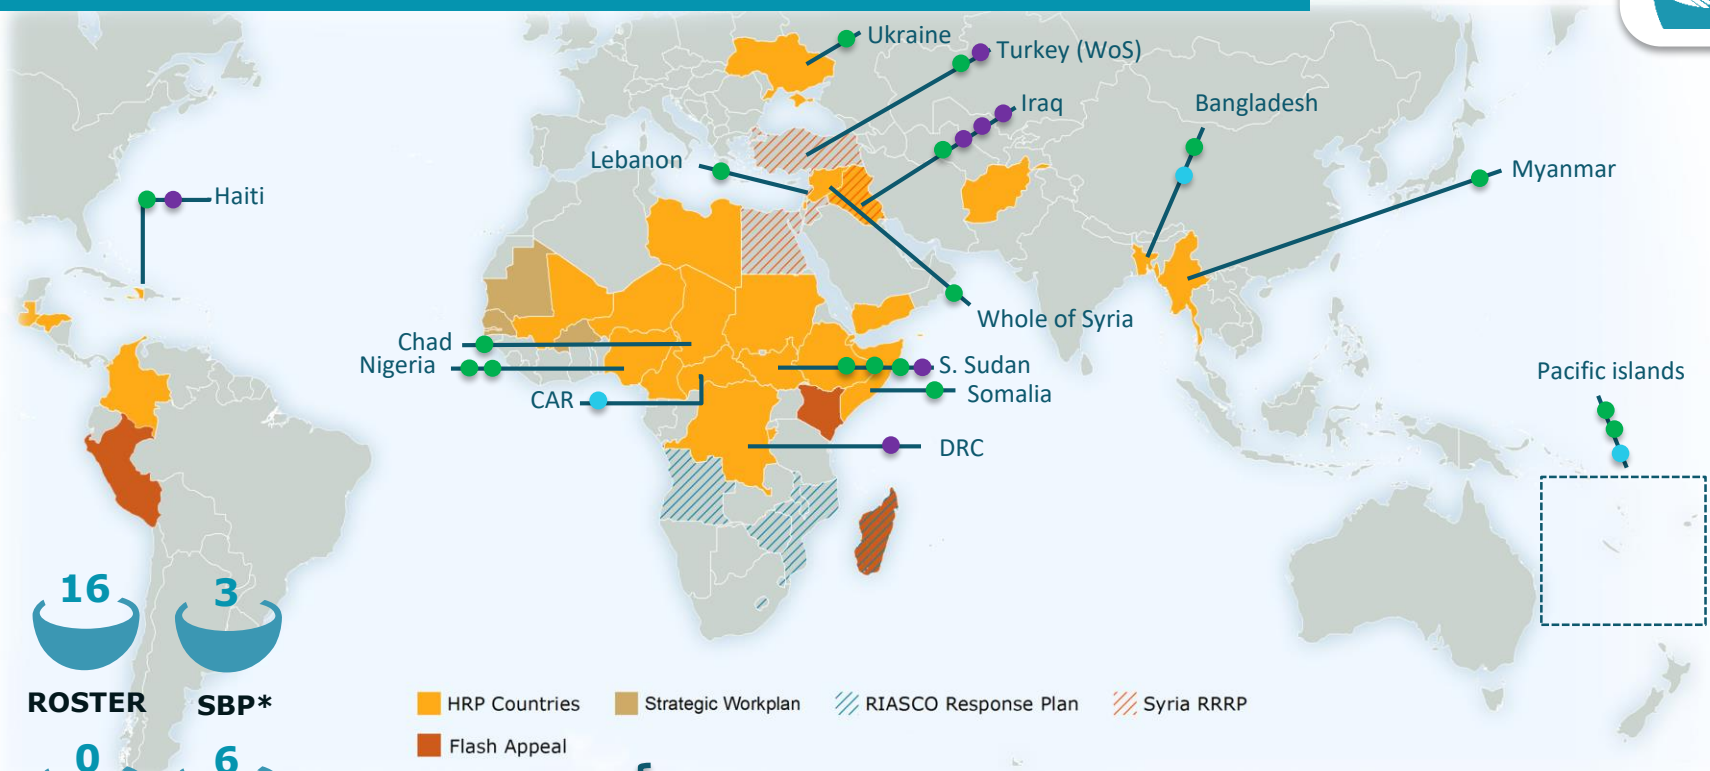 Ukraine
Turkey (WoS)
Iraq
Bangladesh
Lebanon
Myanmar
Haiti
Whole of Syria
Chad
Nigeria
S. Sudan
Somalia
CAR
Pacific islands
DRC
16
3
ROSTER
SBP*
HRP Countries
Strategic Workplan
RIASCO Response Plan
Syria RRRP
Flash Appeal
0
6